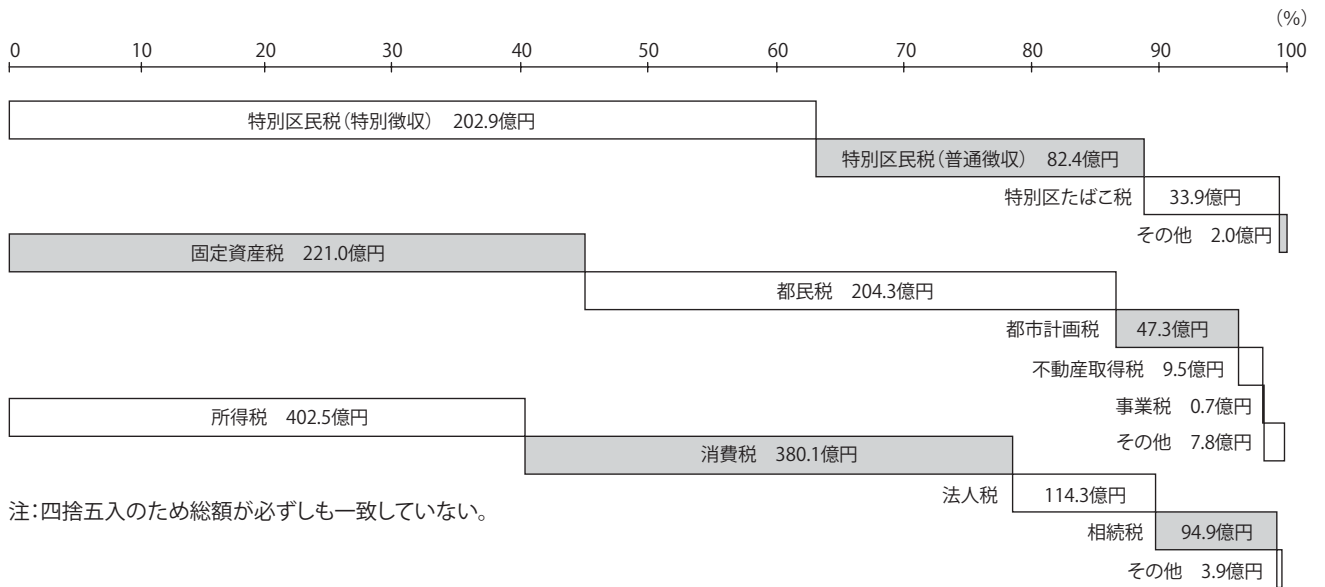 (%)
0 10 20 30 40 50 60 70 80 90 100
特別区民税(特別徴収) 202.9億円
特別区民税(普通徴収) 82.4億円
特別区たばこ税 33.9億円
その他 2.0億円
固定資産税 221.0億円
都民税 204.3億円
都市計画税 47.3億円
不動産取得税 9.5億円
事業税 0.7億円
その他 7.8億円
所得税 402.5億円
消費税 380.1億円
法人税 114.3億円
相続税 94.9億円
その他 3.9億円
注:四捨五入のため総額が必ずしも一致していない。